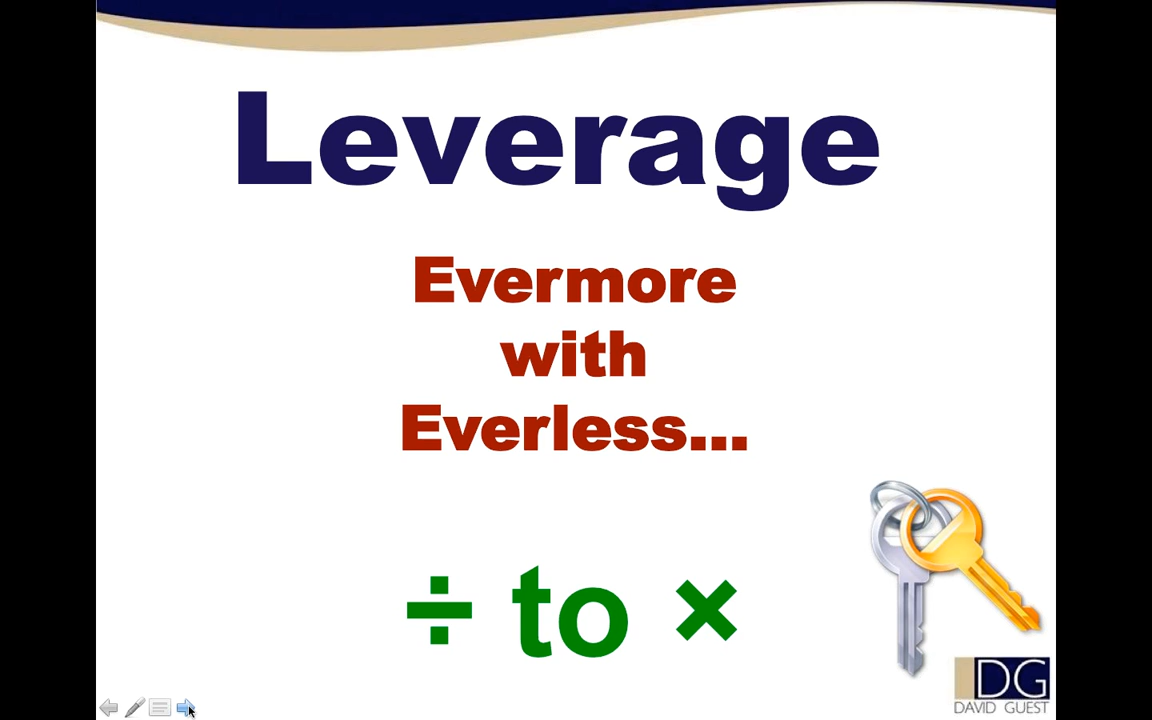 Leverage
Evermore
with
Everless...
÷ to ×
DG
DAVID GUEST